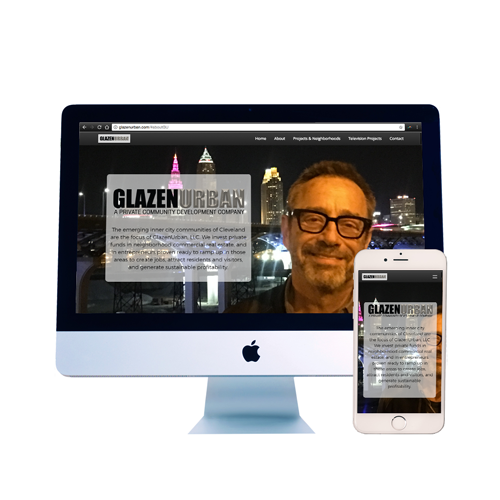 glazenurban.com/#aboutBU
GLAZENURBAN
Home About Projects & Neighborhoods Television Projects Contact
GLAZENURBAN
A PRIVATE COMMUNITY DEVELOPMENT COMPANY
The emerging inner city communities of Cleveland
are the focus of GlazenUrban, LLC. We invest private
funds in neighborhood commercial real estate, and
in entrepreneurs proven ready to ramp up in those
areas to create jobs, attract residents and visitors,
and generate sustainable profitability.
GLAZENURBAN
GLAZENURBAN
A PRIVATE COMMUNITY DEVELOPMENT COMPANY
The emerging inner city
communities of Cleveland are
the focus of GlazenUrban, LLC.
We invest private funds in
neighborhood commercial real
estate, and in entrepreneurs
proven ready to ramp up in
those areas to create jobs,
attract residents and visitors, and
generate sustainable
profitability.